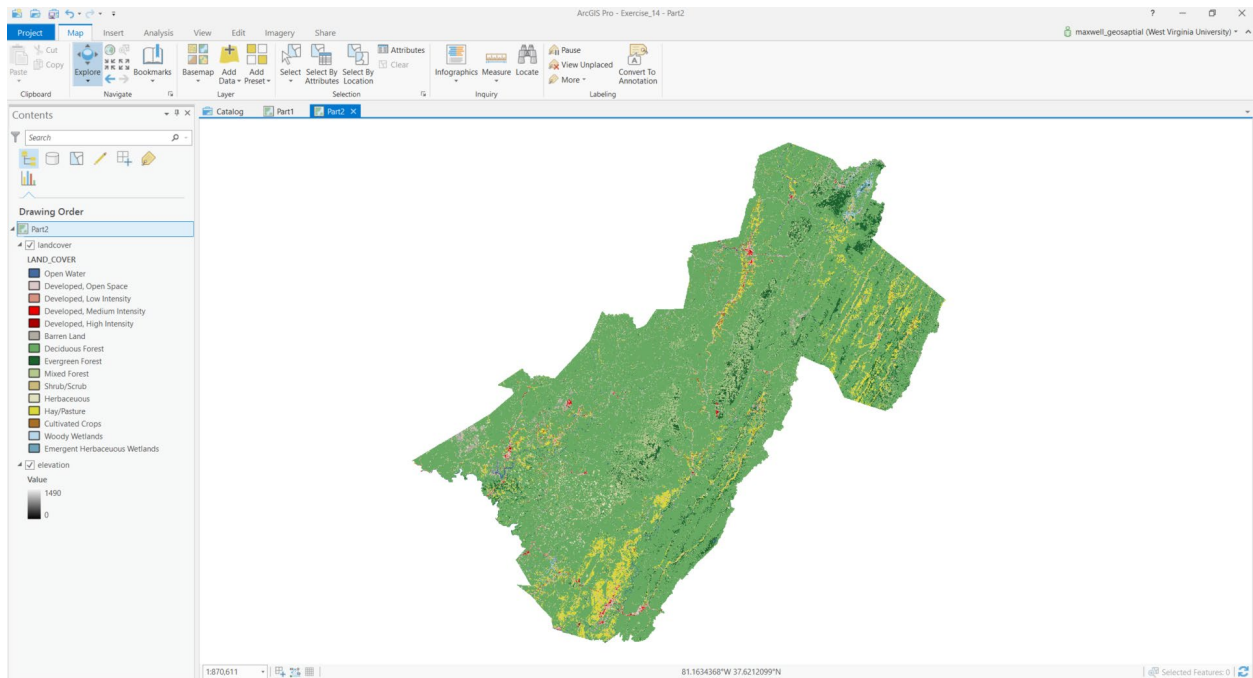 ArcGIS Pro - Exercise_14 - Part2
?
Project Map Insert Analysis View Edit Imagery Share
maxwell_geosaptial (West Virginia University)
Paste
Cut
Copy
Clipboard
Explore
Bookmarks
Navigate
Basemap
Add Data
Add Preset
Layer
Select
Select By Attributes
Select By Location
Attributes
Clear
Selection
Infographics
Measure
Locate
Inquiry
Pause
View Unplaced
More
Convert To Annotation
Labeling
Contents
Search
Drawing Order
Part2
landcover
LAND_COVER
Open Water
Developed, Open Space
Developed, Low Intensity
Developed, Medium Intensity
Developed, High Intensity
Barren Land
Deciduous Forest
Evergreen Forest
Mixed Forest
Shrub/Scrub
Herbaceuous
Hay/Pasture
Cultivated Crops
Woody Wetlands
Emergent Herbaceuous Wetlands
elevation
Value
1490
0
Catalog Part1 Part2
1:870,611
81.1634368°W 37.6212099°N
Selected Features: 0